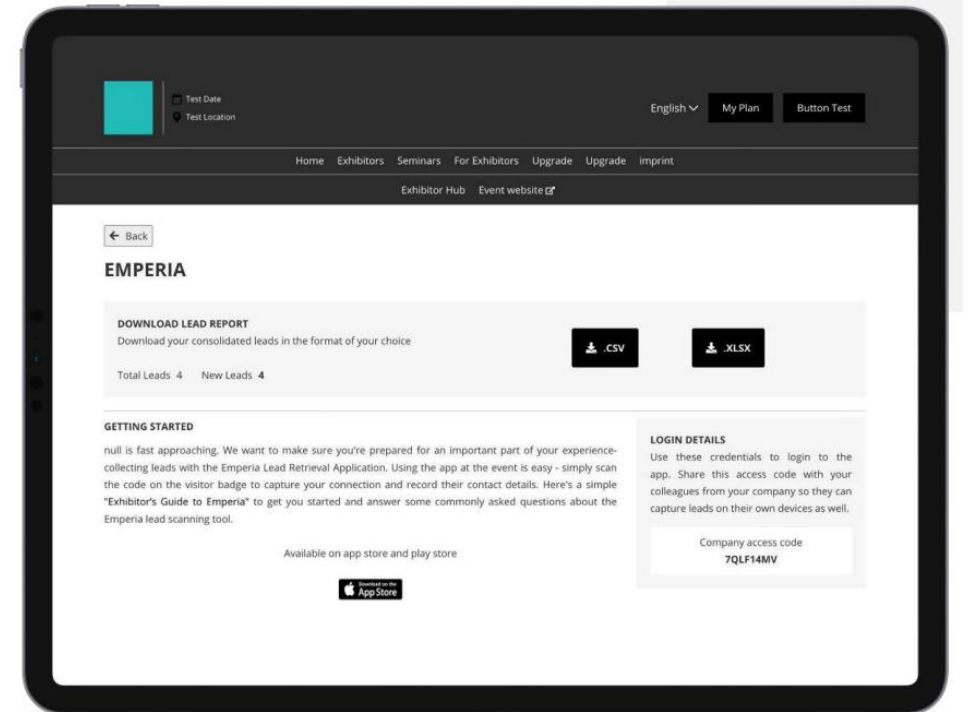 Test Date
Test Location
English
My Plan
Button Test
Home Exhibitors Seminars For Exhibitors Upgrade Upgrade imprint
Exhibitor Hub Event website
Back
EMPERIA
DOWNLOAD LEAD REPORT
Download your consolidated leads in the format of your choice
.CSV
.XLSX
Total Leads 4 New Leads 4
GETTING STARTED
null is fast approaching. We want to make sure you're prepared for an important part of your experience-
collecting leads with the Emperia Lead Retrieval Application. Using the app at the event is easy - simply scan
the code on the visitor badge to capture your connection and record their contact details. Here's a simple
"Exhibitor's Guide to Emperia" to get you started and answer some commonly asked questions about the
Emperia lead scanning tool.
Available on app store and play store
Download on the
App Store
LOGIN DETAILS
Use these credentials to login to the
app. Share this access code with your
colleagues from your company so they can
capture leads on their own devices as well.
Company access code
7QLF14MV